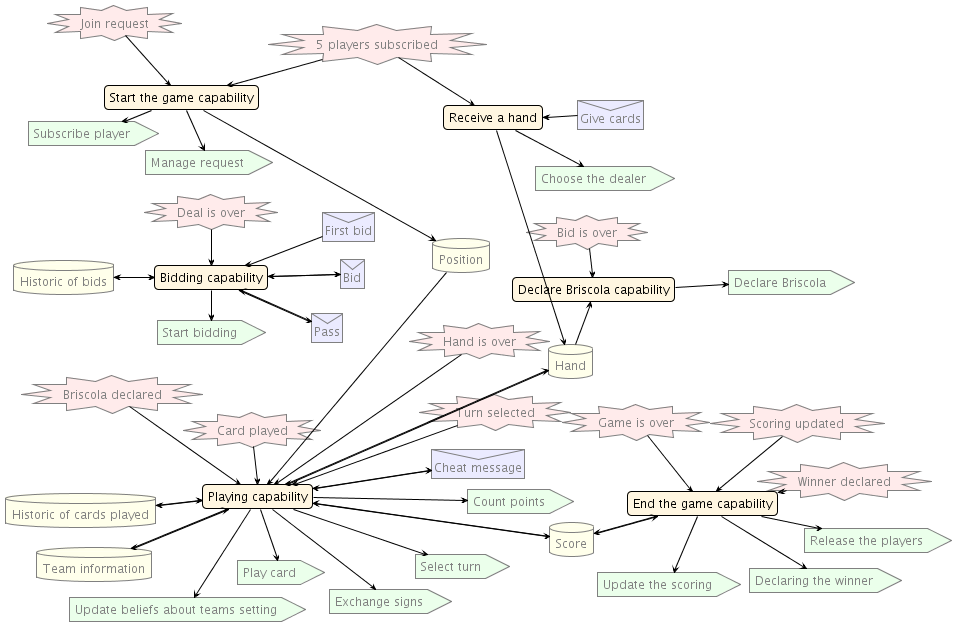 Join request
5 players subscribed
Start the game capability
Receive a hand
Give cards
Subscribe player
Manage request
Choose the dealer
Deal is over
First bid
Bid is over
Position
Historic of bids
Bidding capability
Bid
Declare Briscola capability
Declare Briscola
Start bidding
Pass
Hand is over
Hand
Briscola declared
Card played
Turn selected
Game is over
Scoring updated
Cheat message
Winner declared
Playing capability
Count points
End the game capability
Historic of cards played
Score
Release the players
Team information
Play card
Select turn
Update the scoring
Declaring the winner
Update beliefs about teams setting
Exchange signs